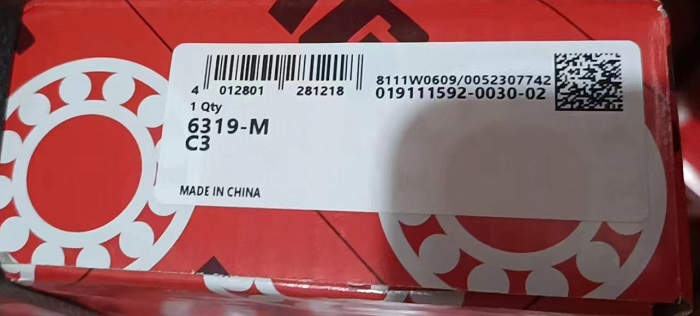 4 012801 281218
8111W0609/0052307742
019111592-0030-02
1 Qty
6319-M
C3
MADE IN CHINA